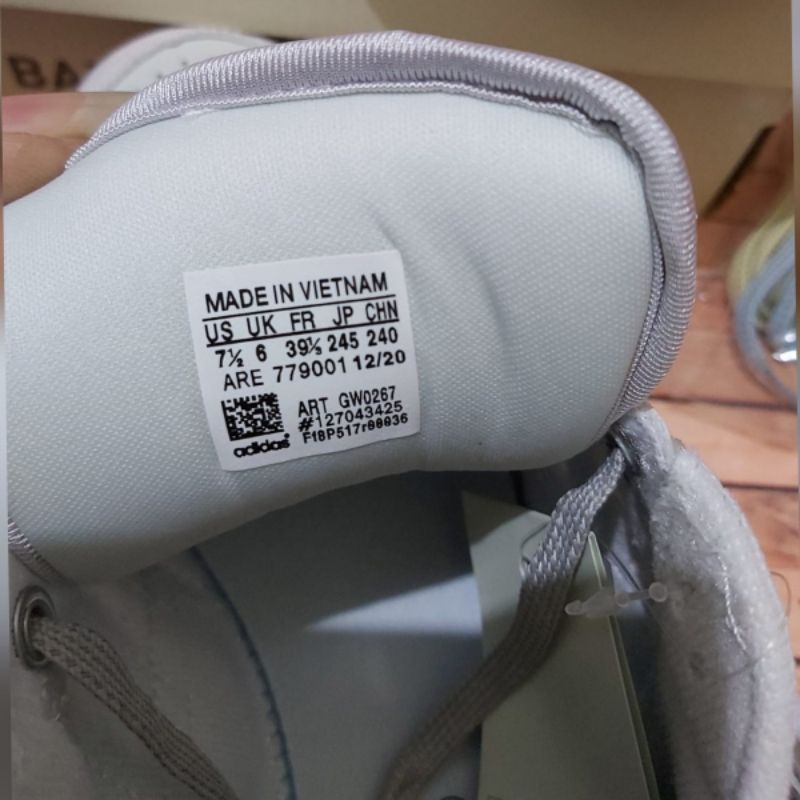 BA
MADE IN VIETNAM
US UK FR JP CHN
7½ 6 39⅓ 245 240
ARE 779001 12/20
ART GW0267
#127043425
F18P517r00036
adidas